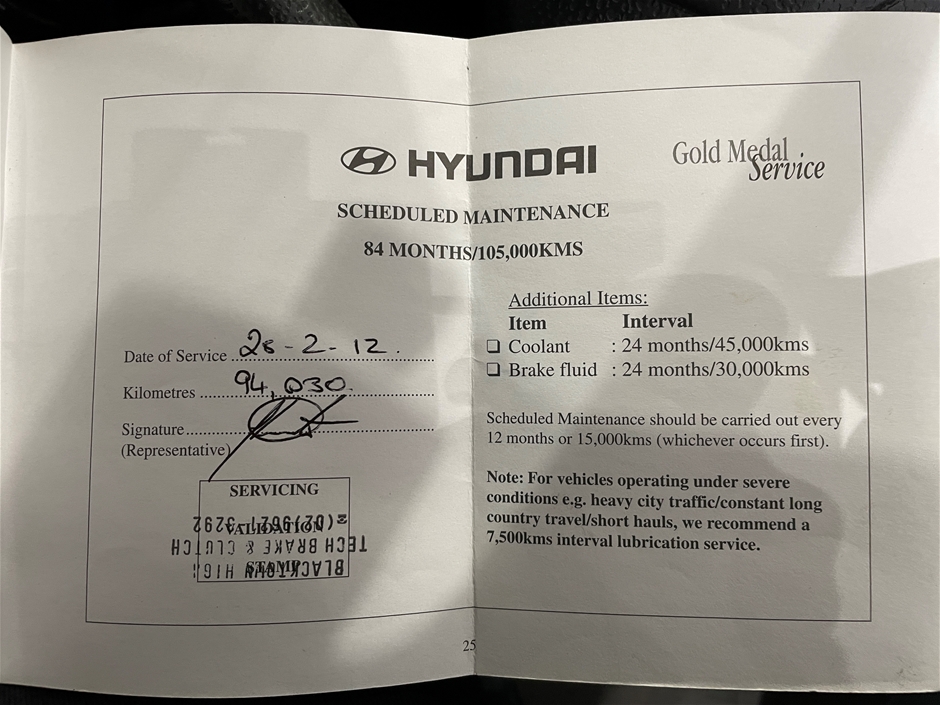 HYUNDAI
Gold Medal
Service
SCHEDULED MAINTENANCE
84 MONTHS/105,000KMS
Date of Service 28-2-12.
Kilometres 94,030.
Signature
(Representative)
SERVICING
VALIDATION
STAMP
BLACKTOWN HIGH
TECH BRAKE & CLUTCH
(02)9621 3292
Additional Items:
Item Interval
❏ Coolant : 24 months/45,000kms
❏ Brake fluid : 24 months/30,000kms
Scheduled Maintenance should be carried out every
12 months or 15,000kms (whichever occurs first).
Note: For vehicles operating under severe
conditions e.g. heavy city traffic/constant long
country travel/short hauls, we recommend a
7,500kms interval lubrication service.
25